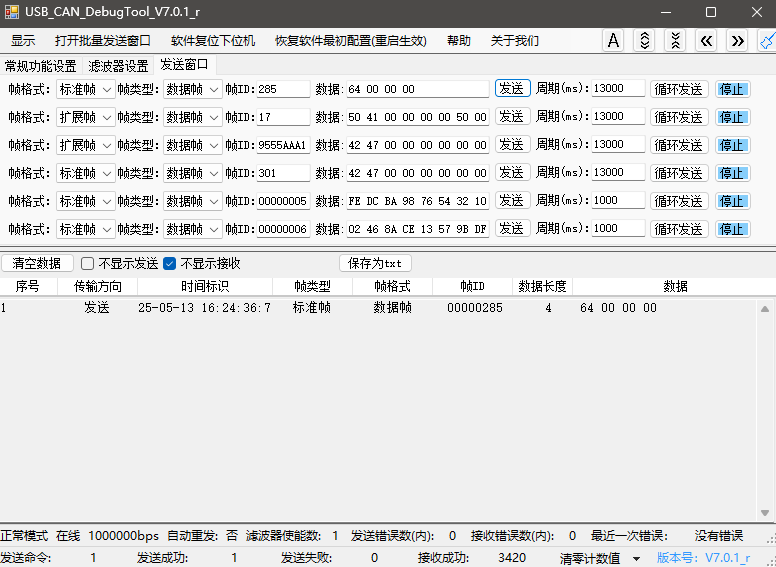 USB_CAN_DebugTool_V7.0.1_r
显示 打开批量发送窗口 软件复位下位机 恢复软件最初配置(重启生效) 帮助 关于我们 A
常规功能设置 滤波器设置 发送窗口
帧格式: 标准帧 帧类型: 数据帧 帧ID: 285 数据: 64 00 00 00 发送 周期(ms): 13000 循环发送 停止
帧格式: 扩展帧 帧类型: 数据帧 帧ID: 17 数据: 50 41 00 00 00 00 50 00 发送 周期(ms): 13000 循环发送 停止
帧格式: 扩展帧 帧类型: 数据帧 帧ID: 9555AAA1 数据: 42 47 00 00 00 00 00 00 发送 周期(ms): 13000 循环发送 停止
帧格式: 标准帧 帧类型: 数据帧 帧ID: 301 数据: 42 47 00 00 00 00 00 00 发送 周期(ms): 13000 循环发送 停止
帧格式: 标准帧 帧类型: 数据帧 帧ID: 00000005 数据: FE DC BA 98 76 54 32 10 发送 周期(ms): 1000 循环发送 停止
帧格式: 标准帧 帧类型: 数据帧 帧ID: 00000006 数据: 02 46 8A CE 13 57 9B DF 发送 周期(ms): 1000 循环发送 停止
清空数据 不显示发送 不显示接收 保存为txt
序号 传输方向 时间标识 帧类型 帧格式 帧ID 数据长度 数据
1 发送 25-05-13 16:24:36:7 标准帧 数据帧 00000285 4 64 00 00 00
正常模式 在线 1000000bps 自动重发: 否 滤波器使能数: 1 发送错误数(内): 0 接收错误数(内): 0 最近一次错误: 没有错误
发送命令: 1 发送成功: 1 发送失败: 0 接收成功: 3420 清零计数值 版本号: V7.0.1_r